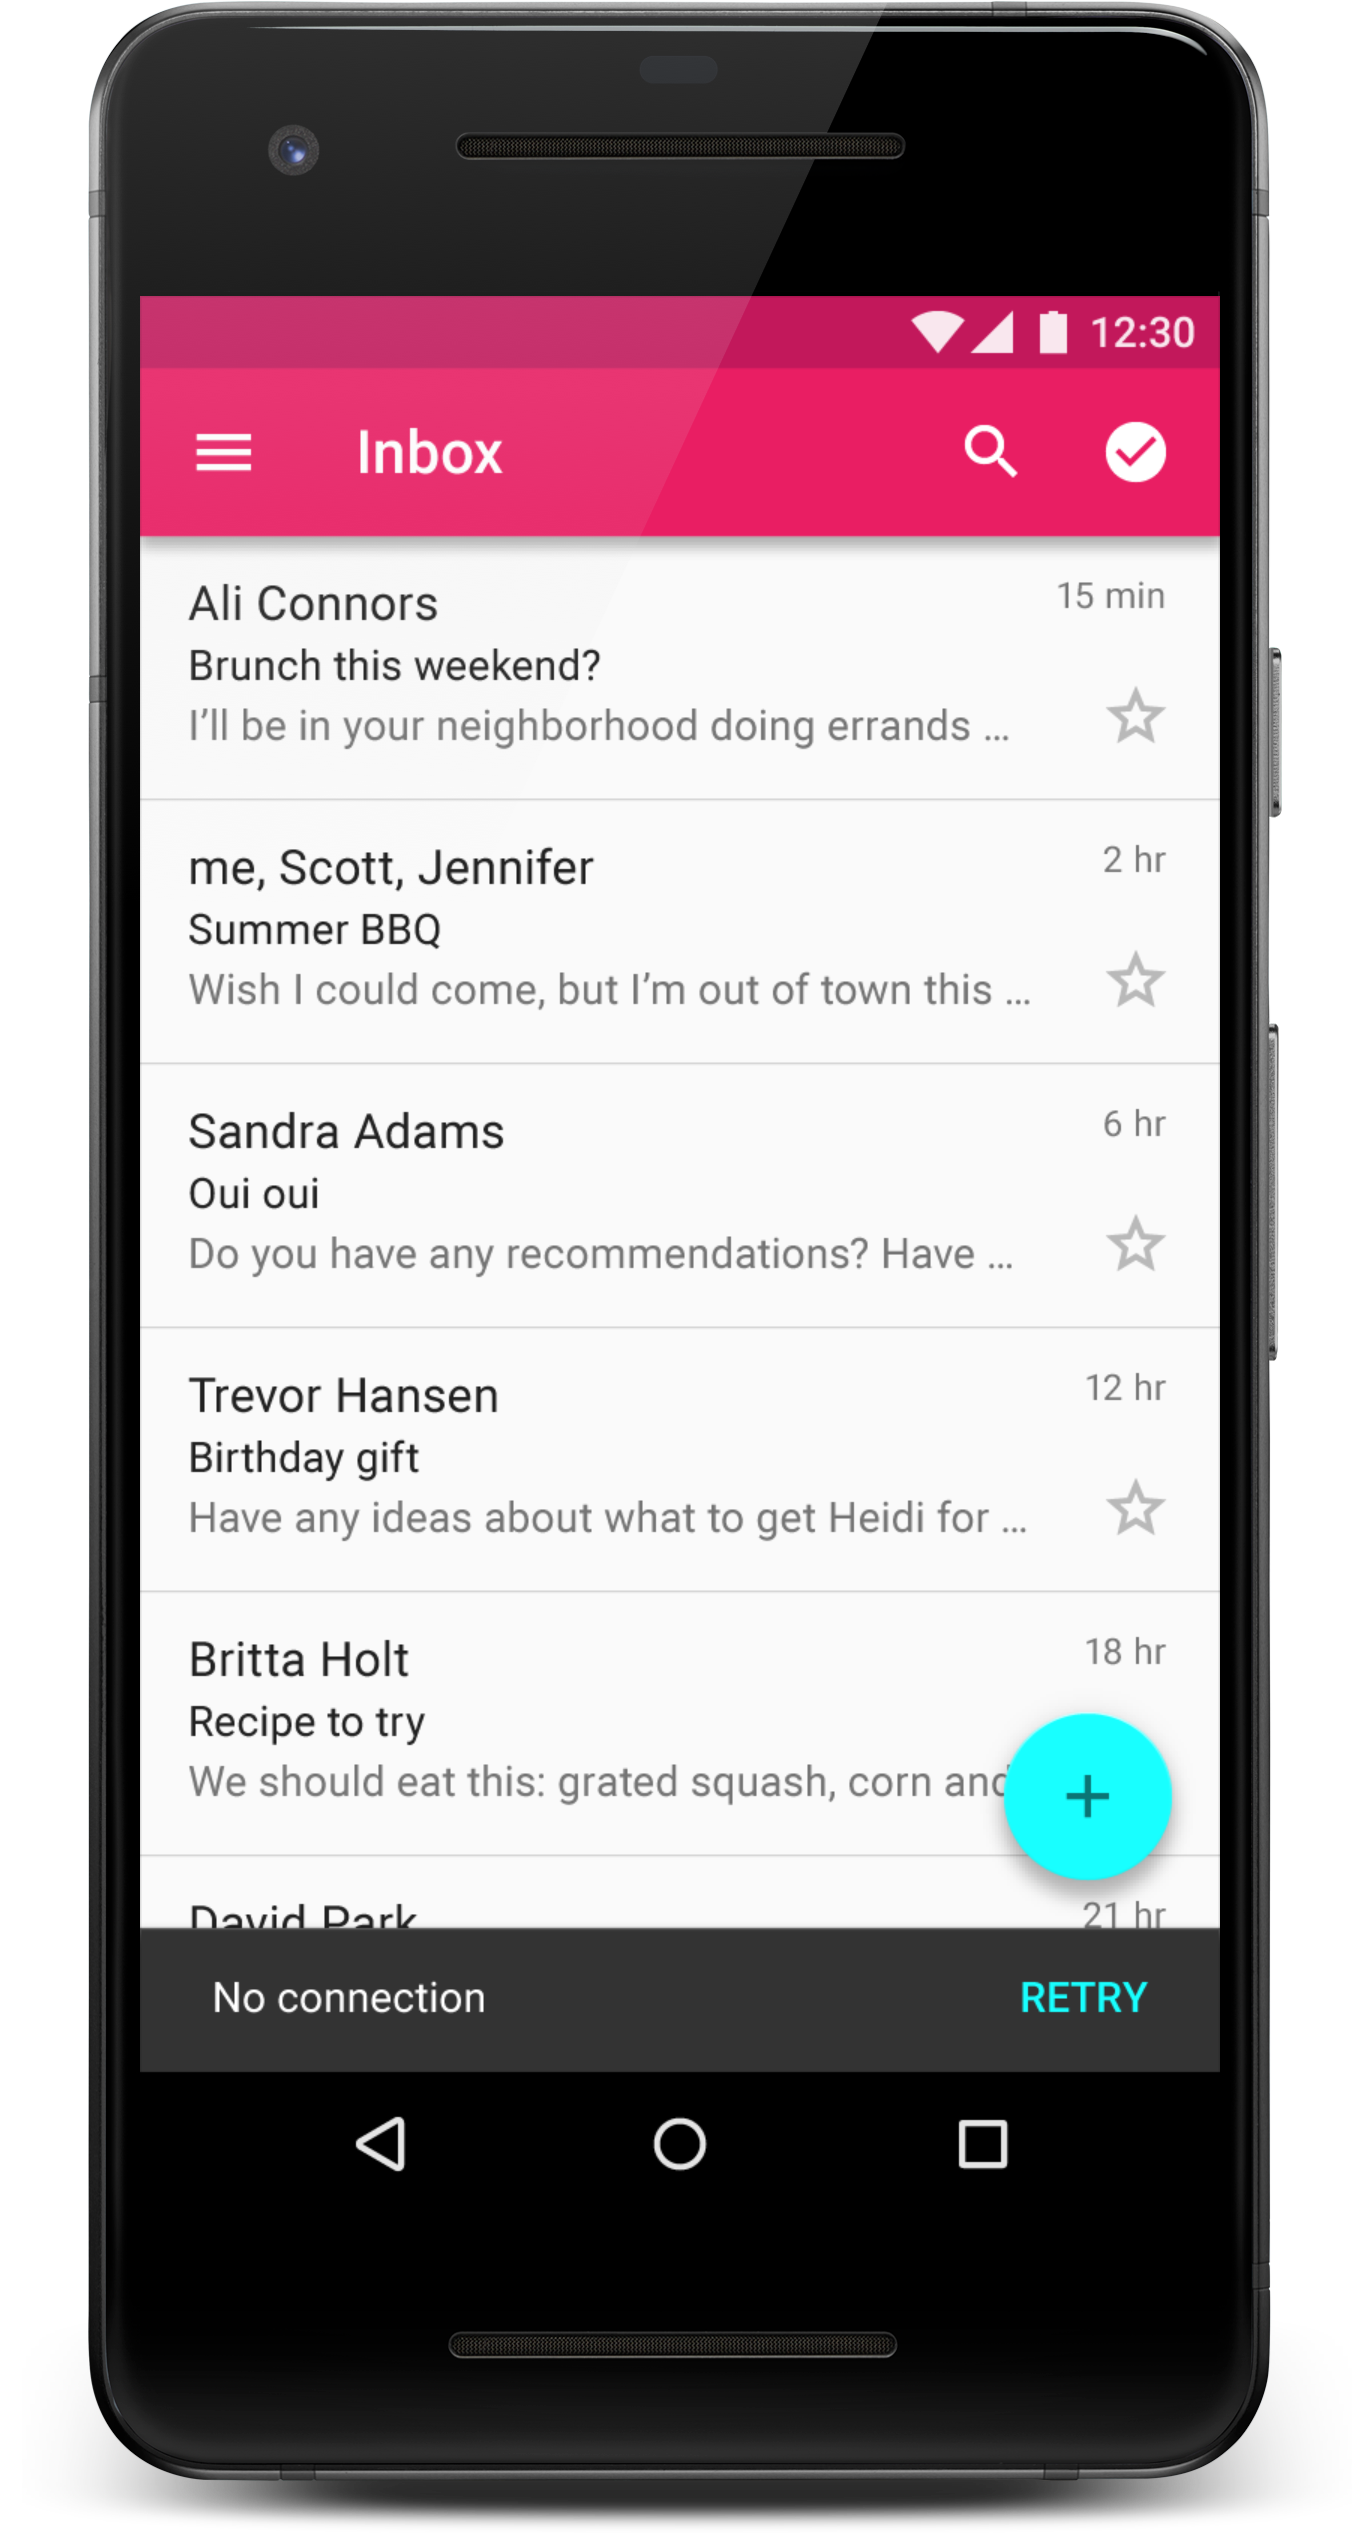 12:30
Inbox
Ali Connors
15 min
Brunch this weekend?
I’ll be in your neighborhood doing errands ...
me, Scott, Jennifer
2 hr
Summer BBQ
Wish I could come, but I’m out of town this ...
Sandra Adams
6 hr
Oui oui
Do you have any recommendations? Have ...
Trevor Hansen
12 hr
Birthday gift
Have any ideas about what to get Heidi for ...
Britta Holt
18 hr
Recipe to try
We should eat this: grated squash, corn and
David Park
21 hr
No connection
RETRY